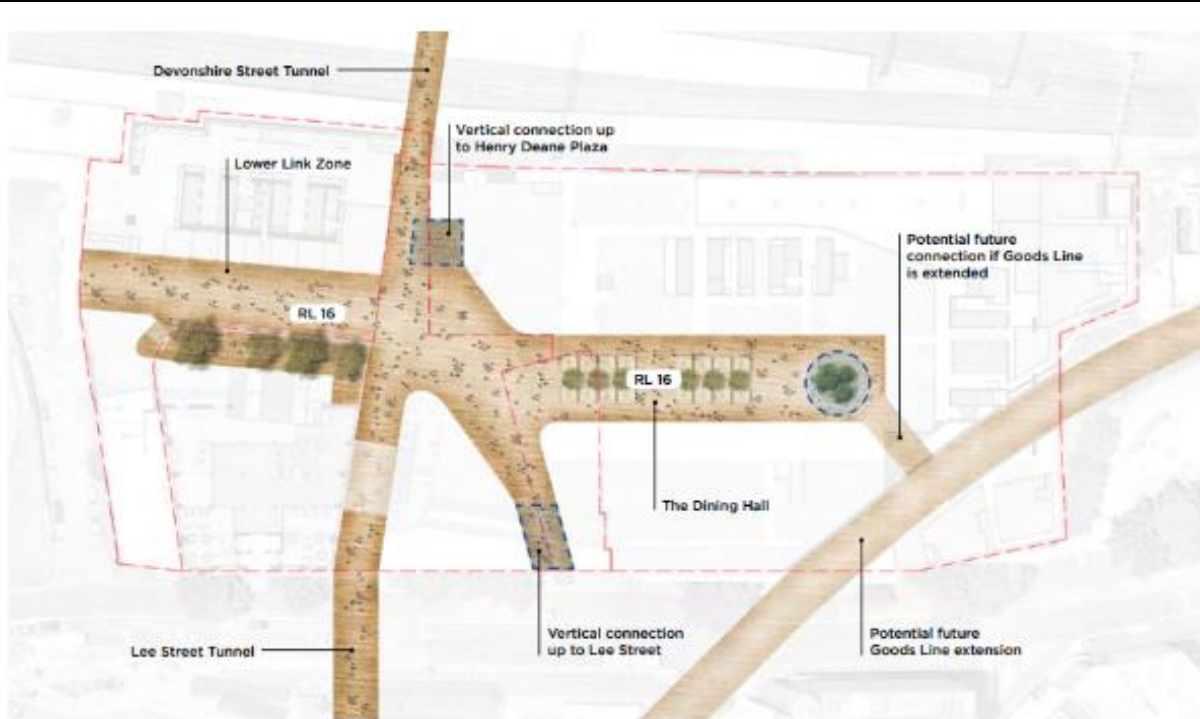 Devonshire Street Tunnel
Vertical connection up
to Henry Deane Plaza
Lower Link Zone
Potential future
connection if Goods Line
is extended
RL 16
RL 16
The Dining Hall
Vertical connection
up to Lee Street
Lee Street Tunnel
Potential future
Goods Line extension